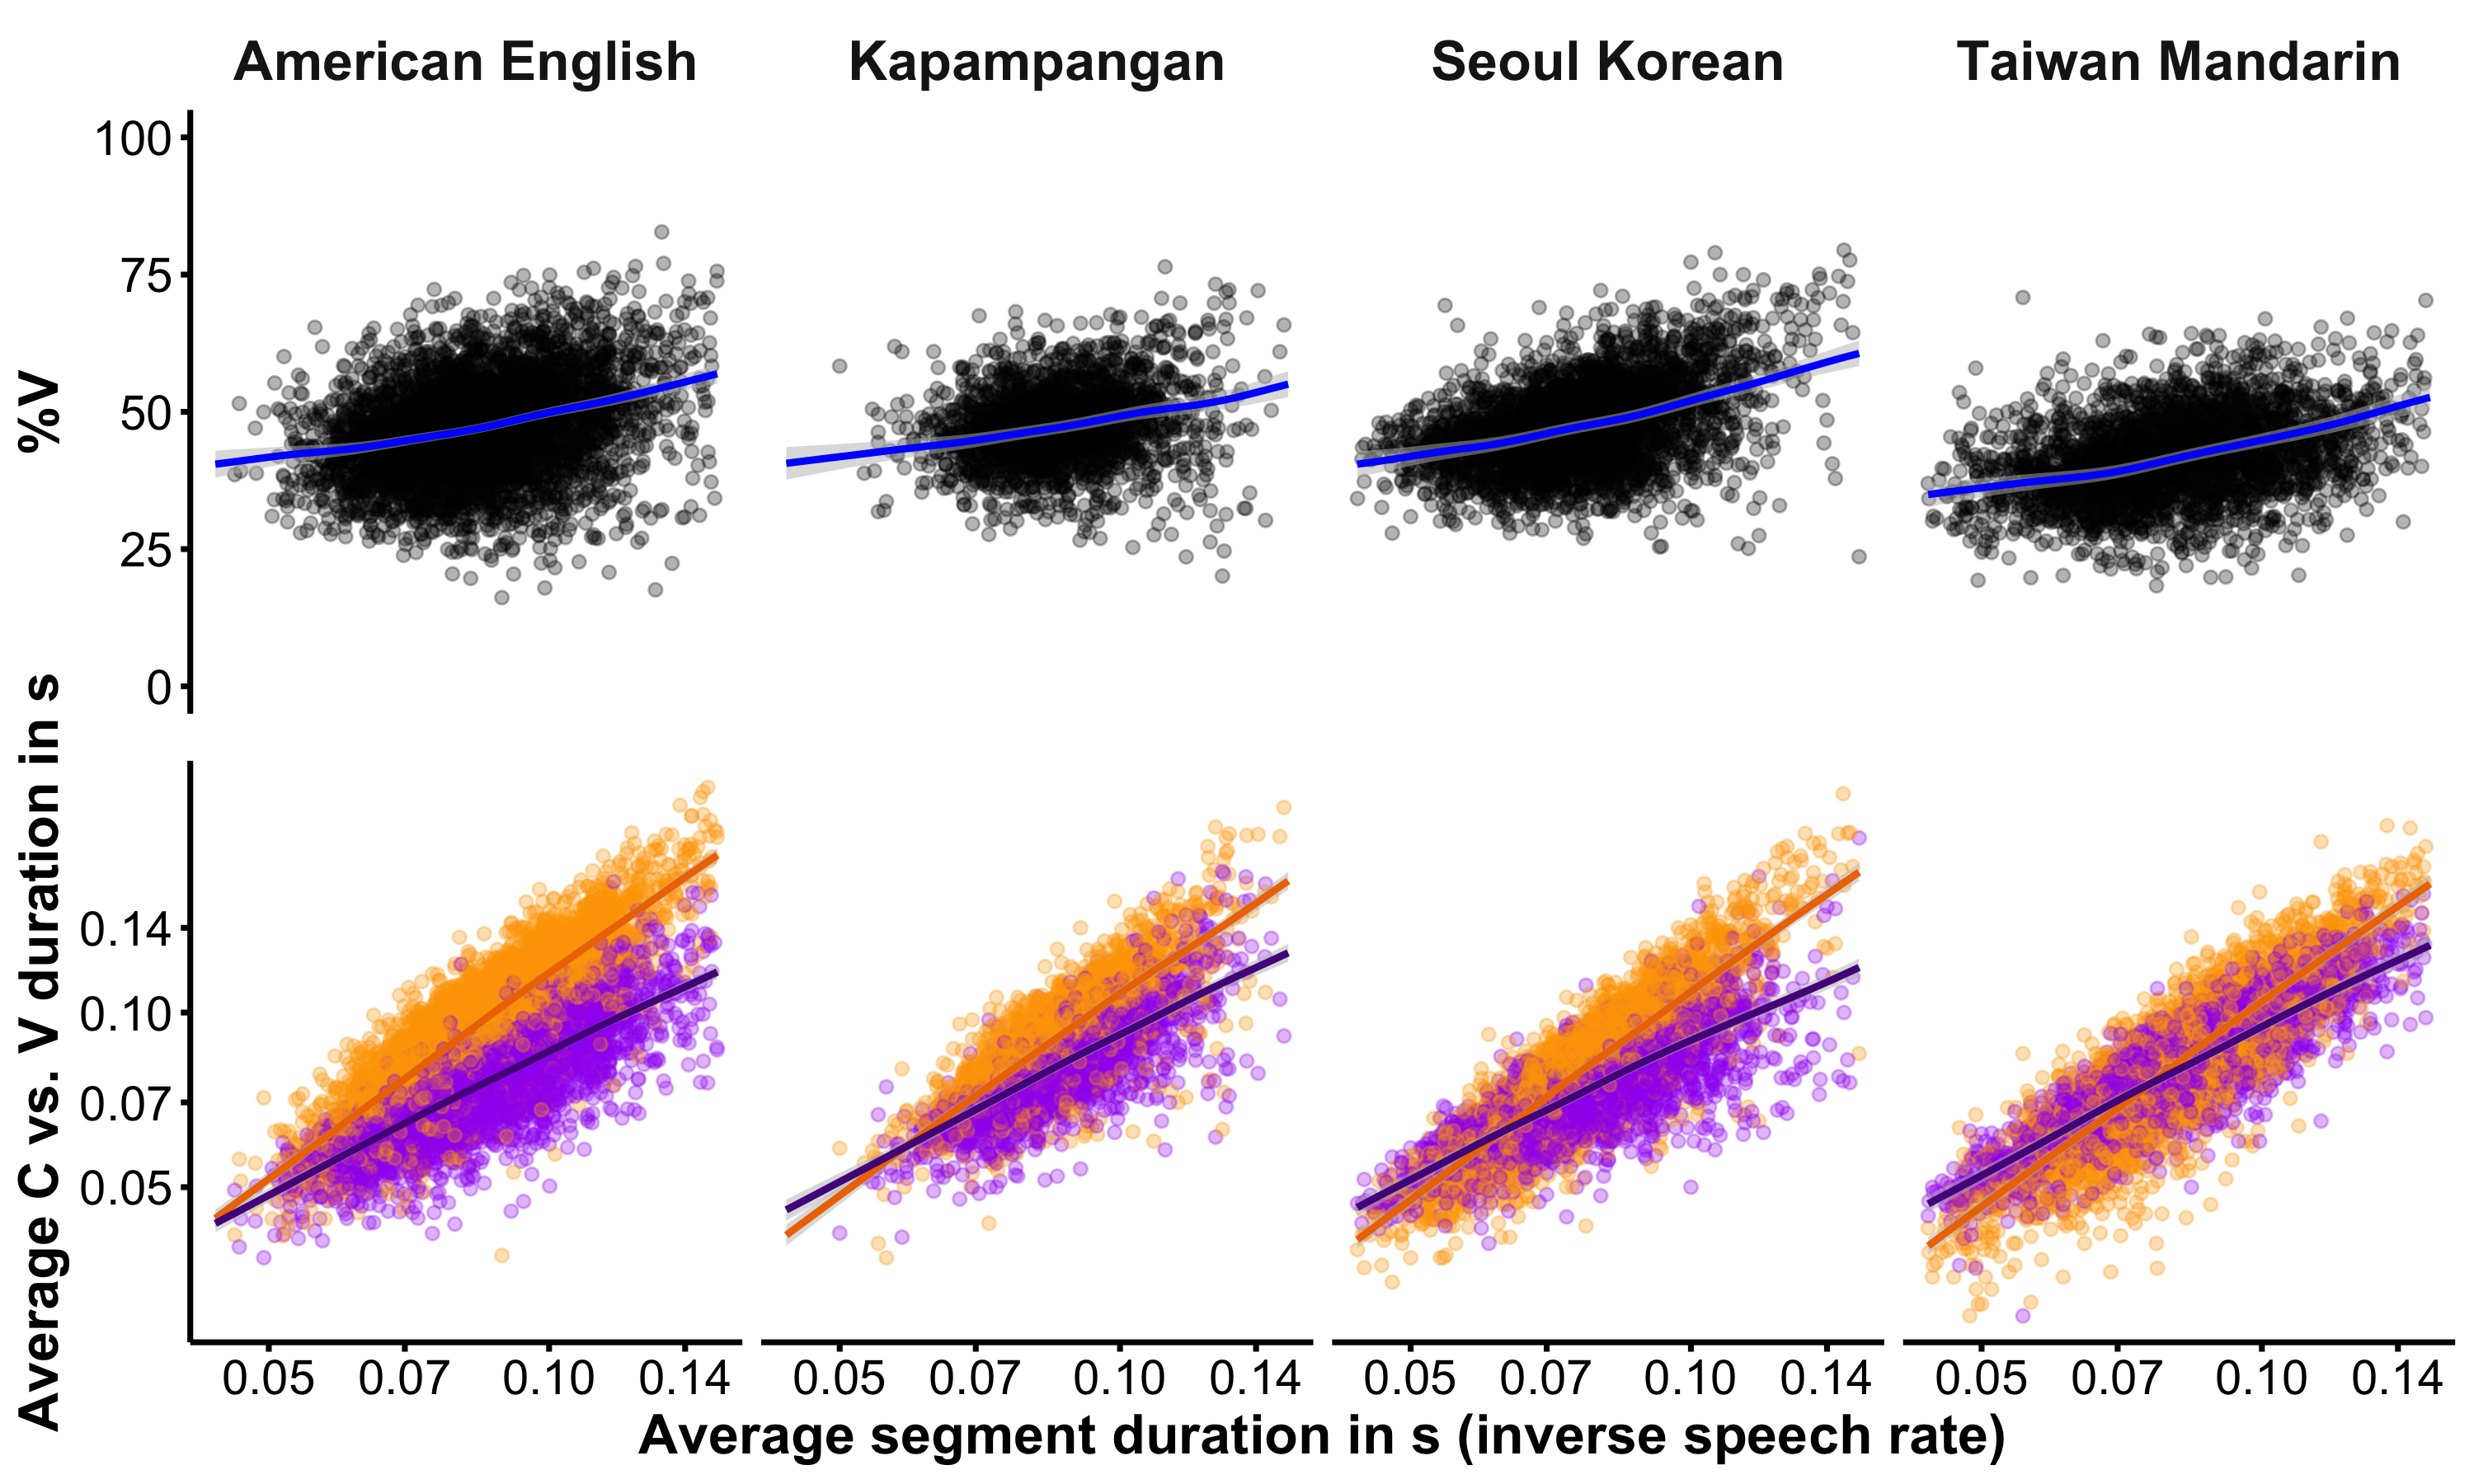 American English
Kapampangan
Seoul Korean
Taiwan Mandarin
%V
100
75
50
25
0
Average C vs. V duration in s
0.14
0.10
0.07
0.05
0.05 0.07 0.10 0.14
0.05 0.07 0.10 0.14
0.05 0.07 0.10 0.14
0.05 0.07 0.10 0.14
Average segment duration in s (inverse speech rate)